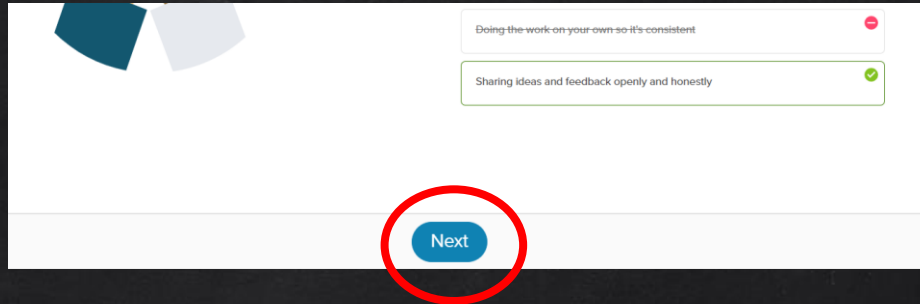 Doing the work on your own so it's consistent
Sharing ideas and feedback openly and honestly
Next